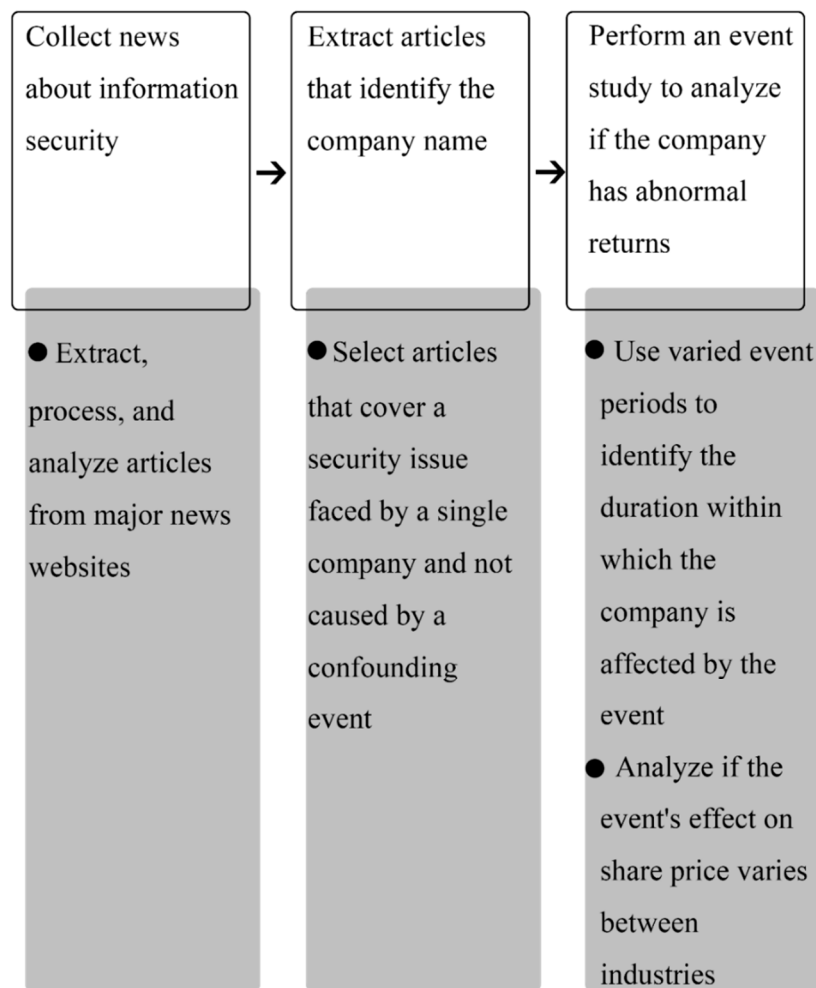 Collect news
about information
security
Extract articles
that identify the
company name
Perform an event
study to analyze
if the company
has abnormal
returns
● Extract,
process, and
analyze articles
from major news
websites
● Select articles
that cover a
security issue
faced by a single
company and not
caused by a
confounding
event
● Use varied event
periods to
identify the
duration within
which the
company is
affected by the
event
● Analyze if the
event's effect on
share price varies
between
industries